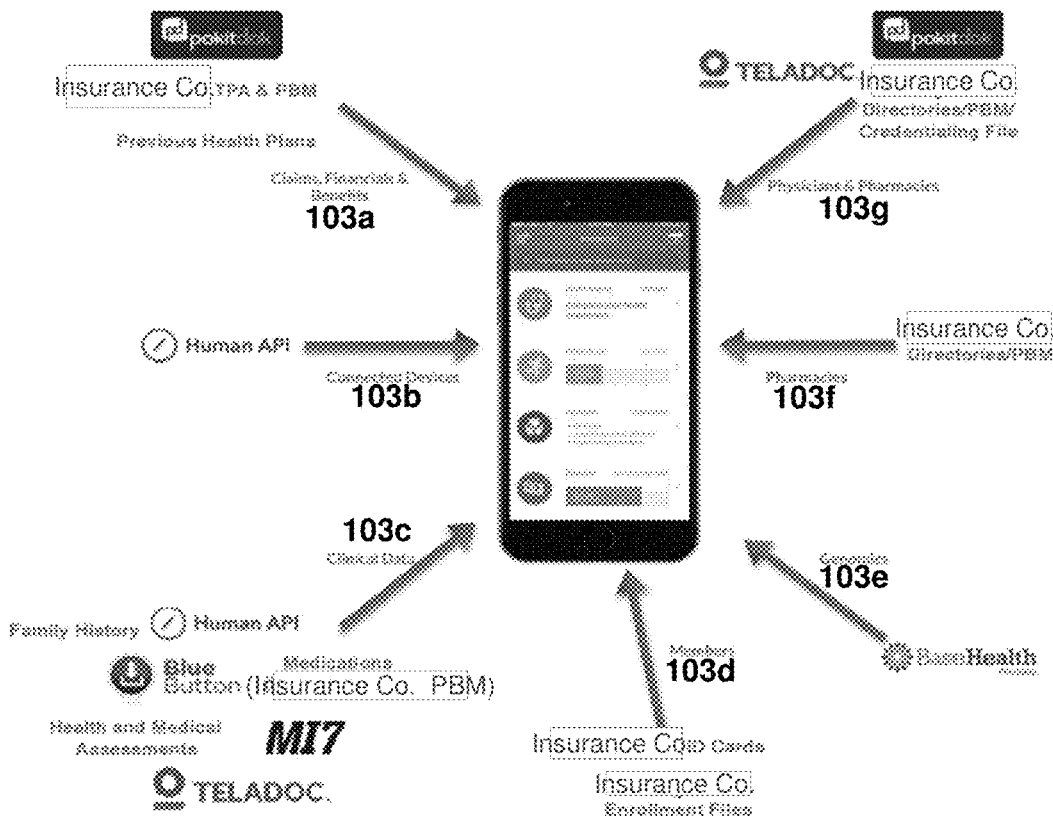 pokitdok
Insurance Co. TPA & PBM
Previous Health Plans
Claims, Financials &
Benefits
103a
TELADOC
pokitdok
Insurance Co.
Directories/PBM/
Credentialing File
Physicians & Pharmacies
103g
Human API
Connected Devices
103b
Insurance Co.
Directories/PBM
Pharmacies
103f
103c
Clinical Data
Family History
Human API
Blue
Button
Medications
(Insurance Co. PBM)
Health and Medical
Assessments
MI7
TELADOC.
Members
103d
Insurance Co ID Cards
Insurance Co.
Enrollment Files
Genomics
103e
BaseHealth